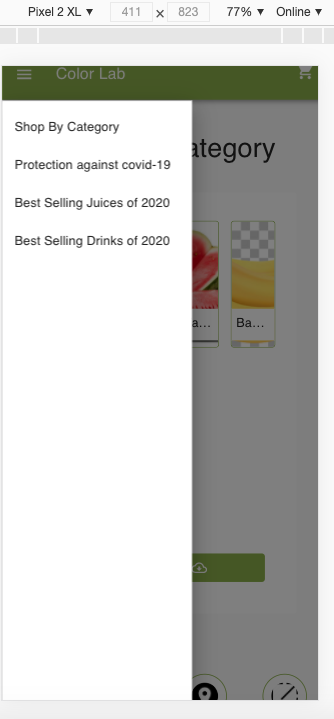 Pixel 2 XL ▼ 411 × 823 77% ▼ Online ▼
Color Lab
Shop By Category
ategory
Protection against covid-19
Best Selling Juices of 2020
Best Selling Drinks of 2020
a... Ba...